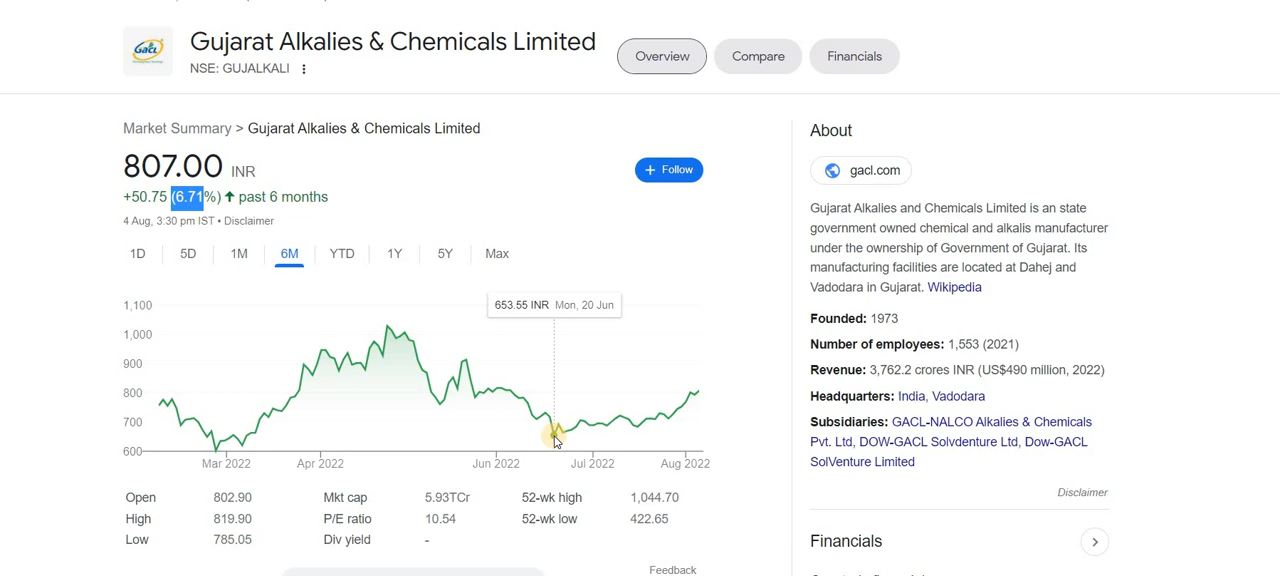 GACL
Gujarat Alkalies & Chemicals Limited
NSE: GUJALKALI
Overview
Compare
Financials
Market Summary > Gujarat Alkalies & Chemicals Limited
807.00 INR
+50.75 (6.71%) ↑ past 6 months
4 Aug, 3:30 pm IST • Disclaimer
+ Follow
1D 5D 1M 6M YTD 1Y 5Y Max
653.55 INR Mon, 20 Jun
1,100
1,000
900
800
700
600
Mar 2022 Apr 2022 Jun 2022 Jul 2022 Aug 2022
Open 802.90 Mkt cap 5.93TCr 52-wk high 1,044.70
High 819.90 P/E ratio 10.54 52-wk low 422.65
Low 785.05 Div yield -
Feedback
About
gacl.com
Gujarat Alkalies and Chemicals Limited is an state
government owned chemical and alkalis manufacturer
under the ownership of Government of Gujarat. Its
manufacturing facilities are located at Dahej and
Vadodara in Gujarat. Wikipedia
Founded: 1973
Number of employees: 1,553 (2021)
Revenue: 3,762.2 crores INR (US$490 million, 2022)
Headquarters: India, Vadodara
Subsidiaries: GACL-NALCO Alkalies & Chemicals
Pvt. Ltd, DOW-GACL Solvdenture Ltd, Dow-GACL
SolVenture Limited
Disclaimer
Financials